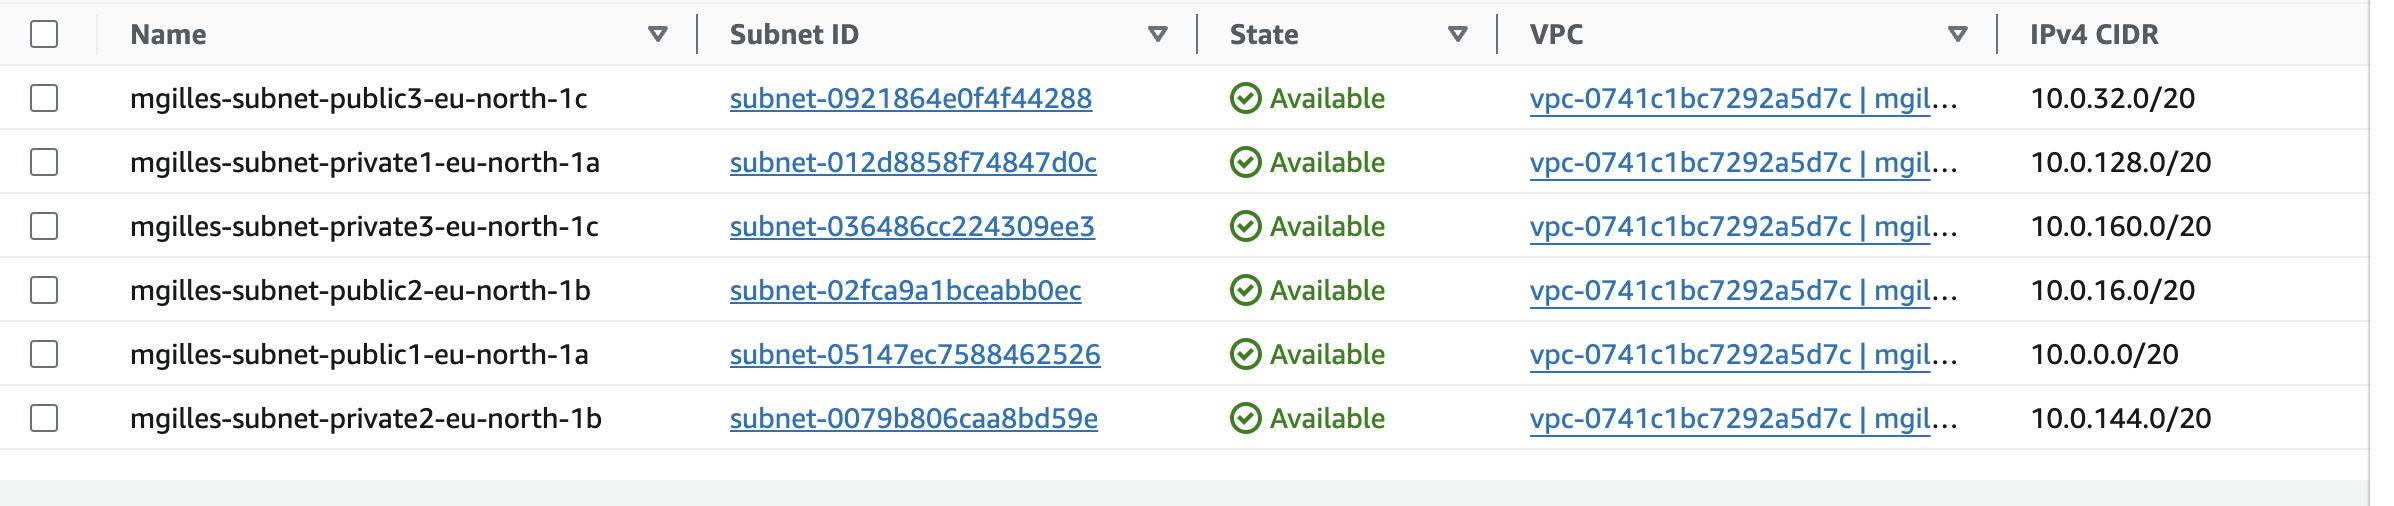 Name Subnet ID State VPC IPv4 CIDR
mgilles-subnet-public3-eu-north-1c subnet-0921864e0f4f44288 Available vpc-0741c1bc7292a5d7c | mgil... 10.0.32.0/20
mgilles-subnet-private1-eu-north-1a subnet-012d8858f74847d0c Available vpc-0741c1bc7292a5d7c | mgil... 10.0.128.0/20
mgilles-subnet-private3-eu-north-1c subnet-036486cc224309ee3 Available vpc-0741c1bc7292a5d7c | mgil... 10.0.160.0/20
mgilles-subnet-public2-eu-north-1b subnet-02fca9a1bceabb0ec Available vpc-0741c1bc7292a5d7c | mgil... 10.0.16.0/20
mgilles-subnet-public1-eu-north-1a subnet-05147ec7588462526 Available vpc-0741c1bc7292a5d7c | mgil... 10.0.0.0/20
mgilles-subnet-private2-eu-north-1b subnet-0079b806caa8bd59e Available vpc-0741c1bc7292a5d7c | mgil... 10.0.144.0/20